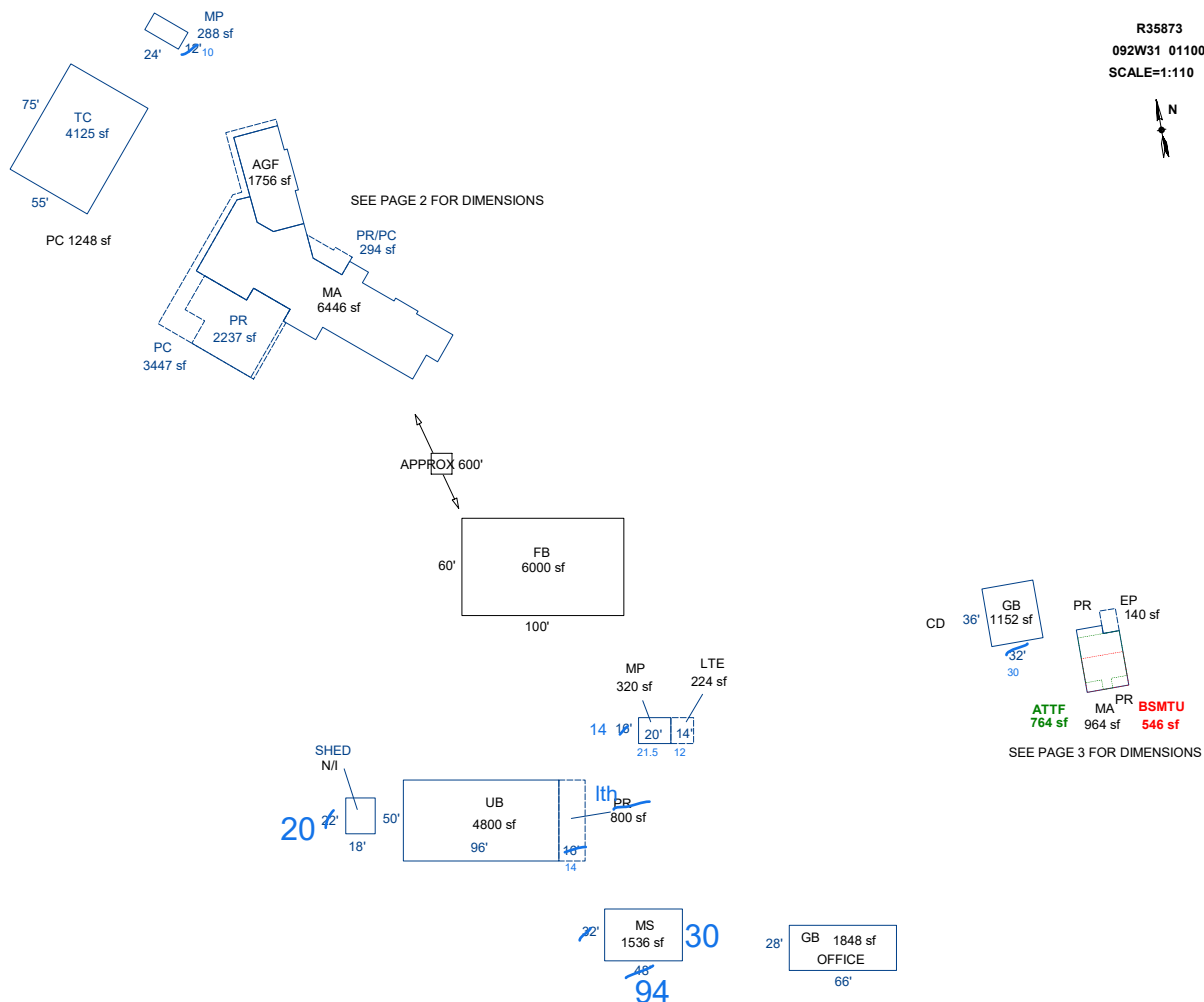 MP
288 sf
24'
12'
10
R35873
092W31 01100
SCALE=1:110
N
75'
TC
4125 sf
55'
PC 1248 sf
AGF
1756 sf
SEE PAGE 2 FOR DIMENSIONS
PR/PC
294 sf
MA
6446 sf
PR
2237 sf
PC
3447 sf
APPROX 600'
60'
FB
6000 sf
100'
CD
36'
GB
1152 sf
32'
30
PR
EP
140 sf
PR
ATTF
764 sf
MA
964 sf
BSMTU
546 sf
SEE PAGE 3 FOR DIMENSIONS
MP
320 sf
LTE
224 sf
14
16'
20'
14'
21.5
12
SHED
N/I
20
22'
18'
50'
UB
4800 sf
96'
lth
PR
800 sf
16'
14
32'
MS
1536 sf
30
48'
94
28'
GB 1848 sf
OFFICE
66'